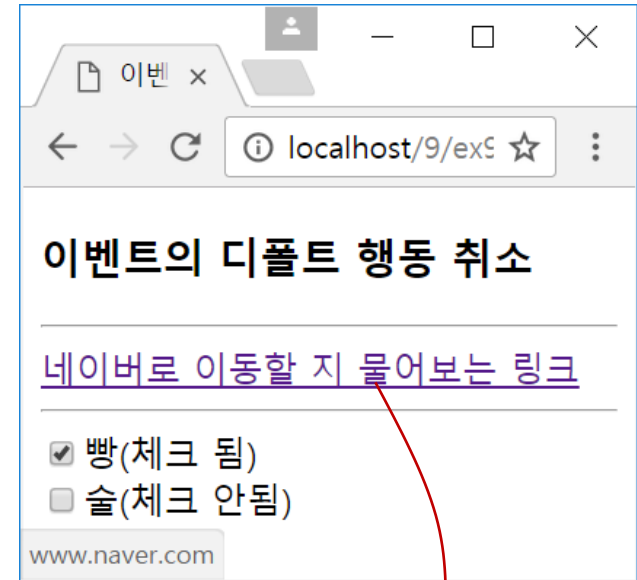 이벤
localhost/9/ex9
이벤트의 디폴트 행동 취소
네이버로 이동할 지 물어보는 링크
빵(체크 됨)
술(체크 안됨)
www.naver.com